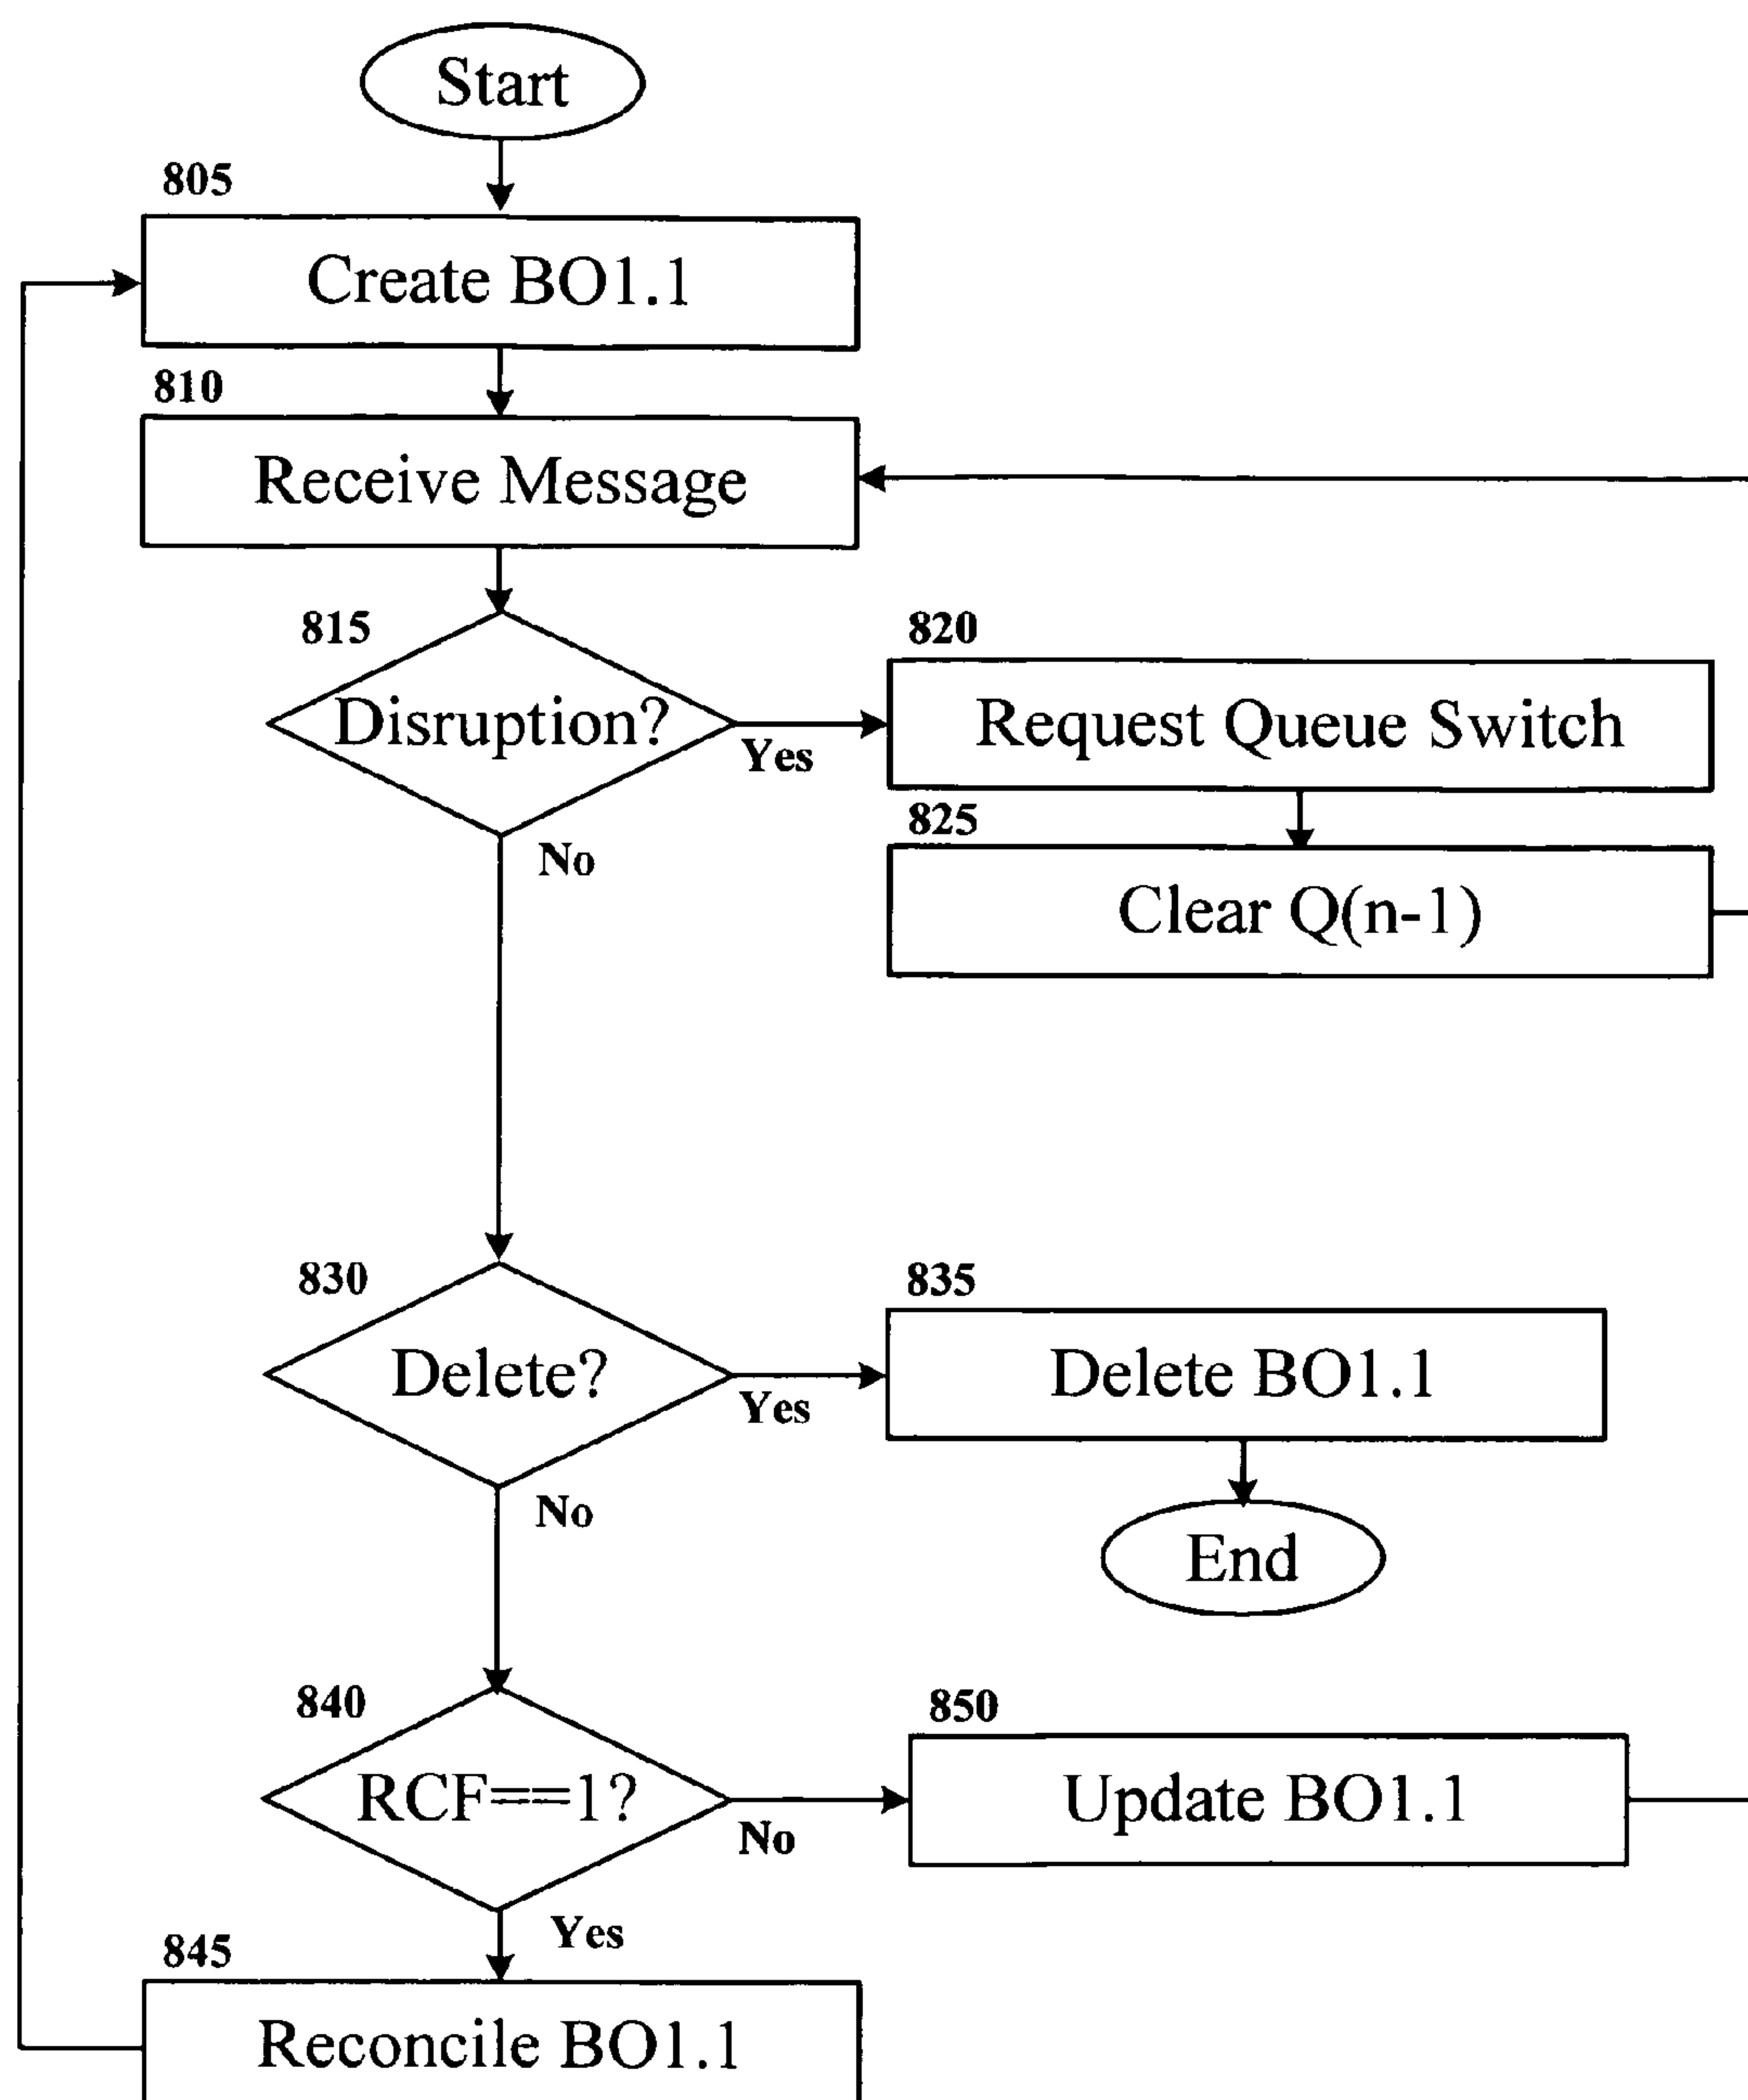 Start
805
Create BO1.1
810
Receive Message
815
Disruption?
Yes
No
820
Request Queue Switch
825
Clear Q(n-1)
830
Delete?
Yes
No
835
Delete BO1.1
End
840
RCF==1?
No
Yes
850
Update BO1.1
845
Reconcile BO1.1